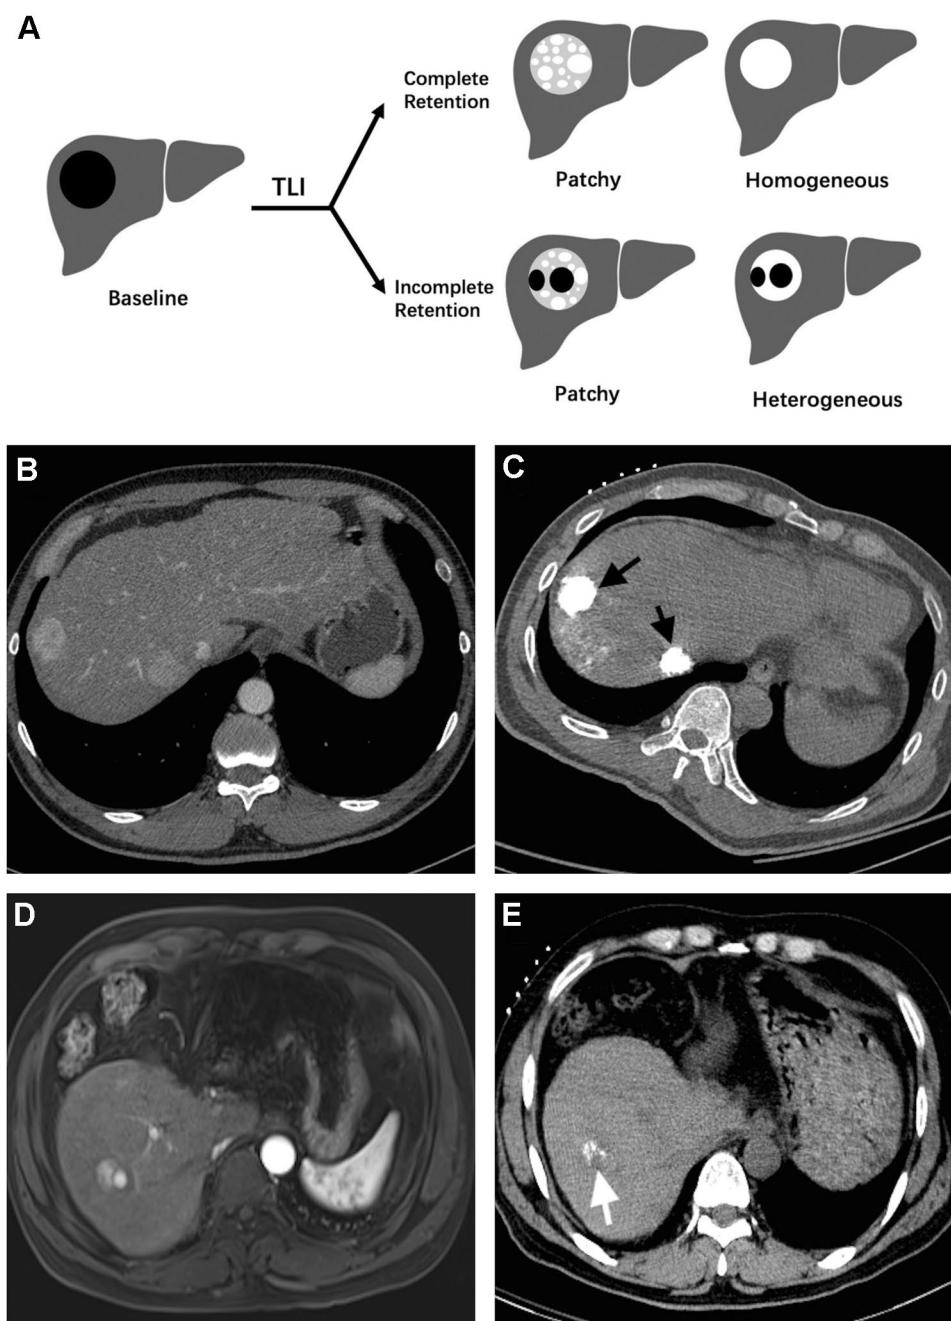 A
Complete
Retention
Patchy
Homogeneous
TLI
Baseline
Incomplete
Retention
Patchy
Heterogeneous
B
C
D
E